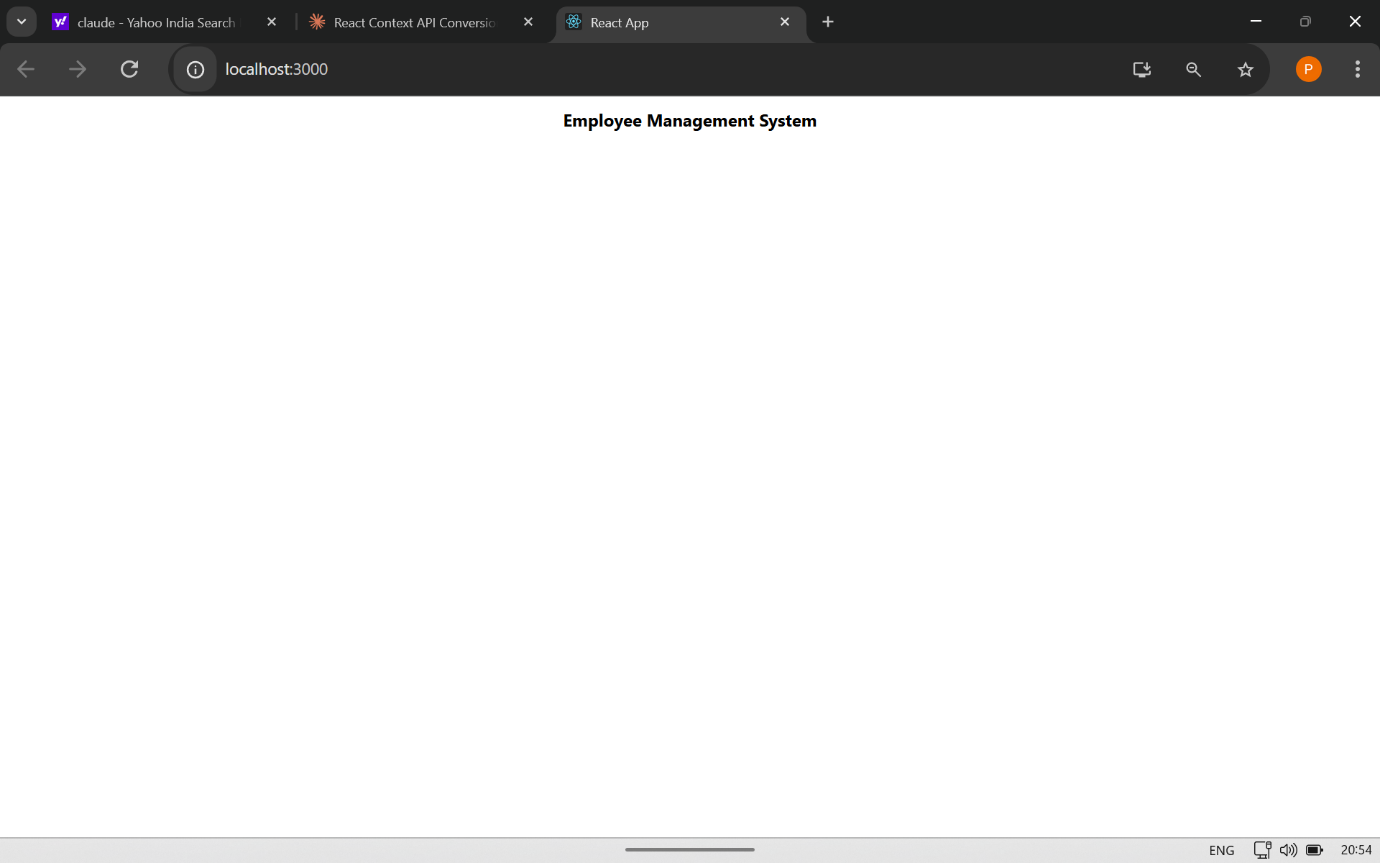 y!
claude - Yahoo India Search
React Context API Conversio
React App
localhost:3000
P
Employee Management System
ENG
20:54